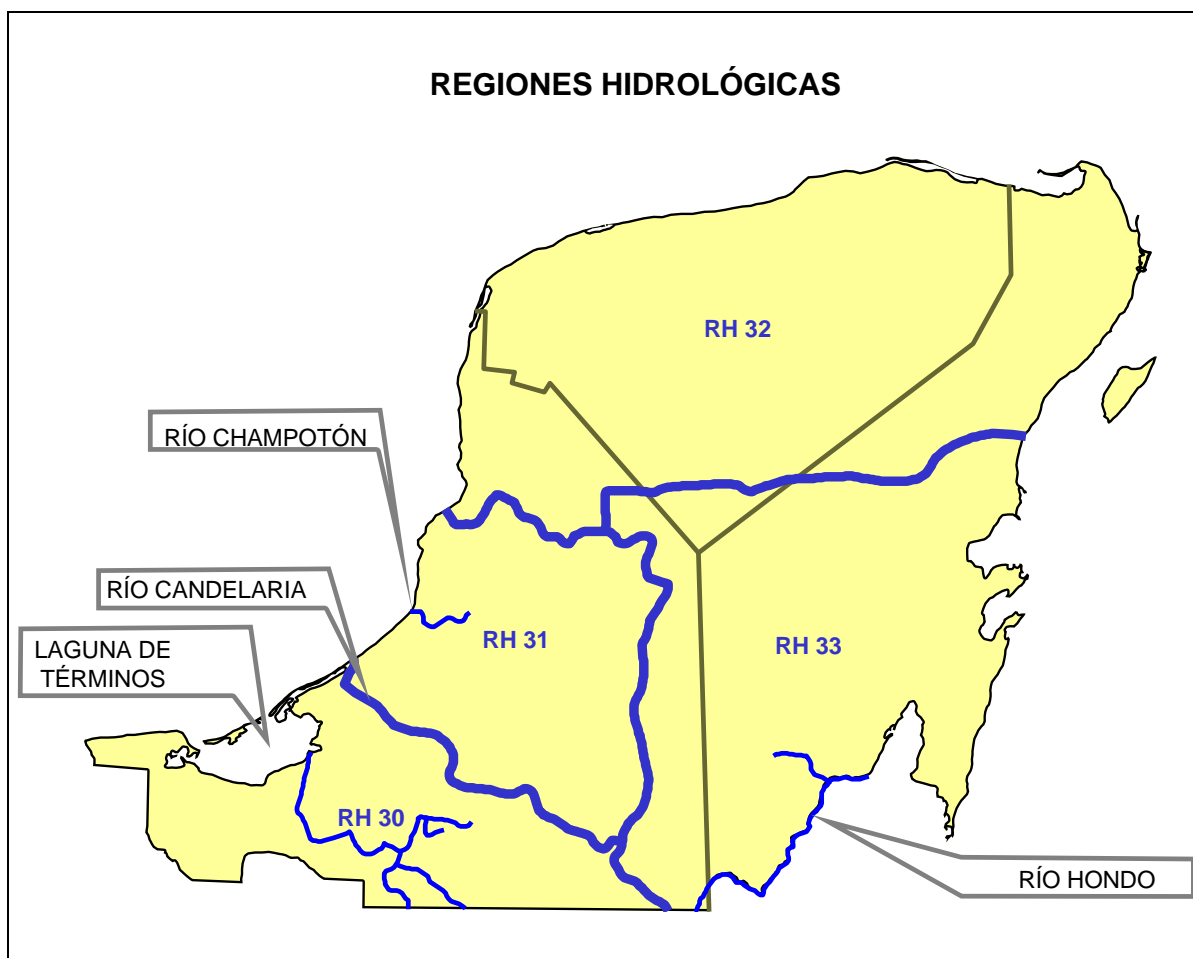 REGIONES HIDROLÓGICAS
RH 32
RÍO CHAMPOTÓN
RÍO CANDELARIA
LAGUNA DE
TÉRMINOS
RH 31
RH 33
RH 30
RÍO HONDO